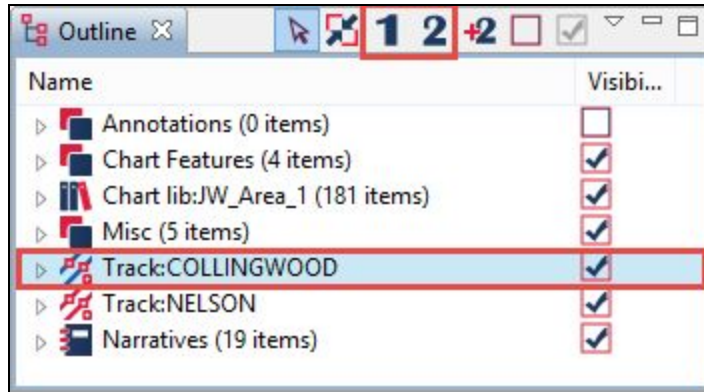 Outline
1 2 +2
Name Visibi...
Annotations (0 items)
Chart Features (4 items)
Chart lib:JW_Area_1 (181 items)
Misc (5 items)
Track:COLLINGWOOD
Track:NELSON
Narratives (19 items)